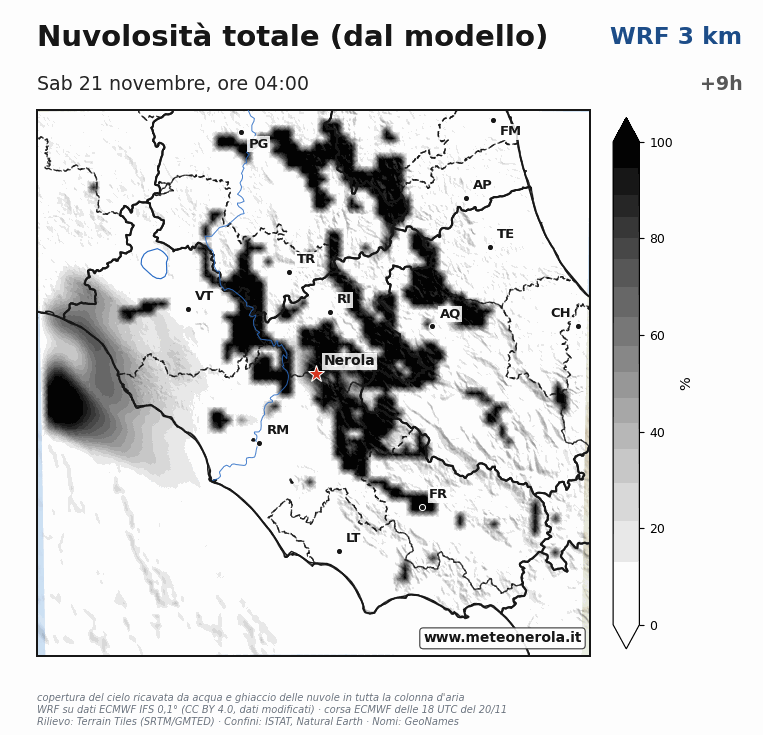 Nuvolosità totale (dal modello)
WRF 3 km
Sab 21 novembre, ore 04:00
+9h
FM
PG
AP
TE
TR
VT
RI
AQ
CH
Nerola
RM
FR
LT
www.meteonerola.it
100
80
60
40
20
0
%
copertura del cielo ricavata da acqua e ghiaccio delle nuvole in tutta la colonna d'aria
WRF su dati ECMWF IFS 0,1° (CC BY 4.0, dati modificati) · corsa ECMWF delle 18 UTC del 20/11
Rilievo: Terrain Tiles (SRTM/GMTED) · Confini: ISTAT, Natural Earth · Nomi: GeoNames